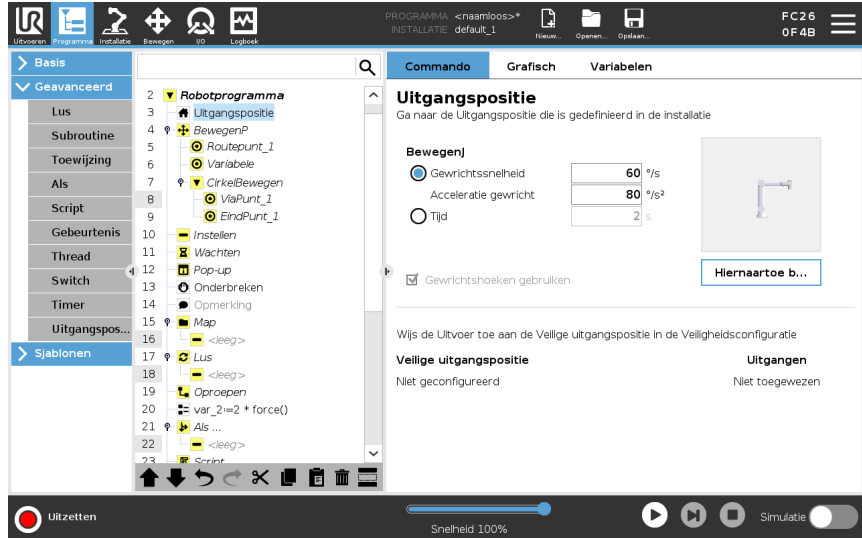 PROGRAMMA <naamloos>*
INSTALLATIE default_1
FC26
0F4B
Uitvoeren Programma Installatie Bewegen I/O Logboek Nieuw... Openen... Opslaan...
Basis
Geavanceerd
Lus
Subroutine
Toewijzing
Als
Script
Gebeurtenis
Thread
Switch
Timer
Uitgangspos...
Sjablonen
2 Robotprogramma
3 Uitgangspositie
4 BewegenP
5 Routepunt_1
6 Variabele
7 CirkelBewegen
8 ViaPunt_1
9 EindPunt_1
10 Instellen
11 Wachten
12 Pop-up
13 Onderbreken
14 Opmerking
15 Map
16 <leeg>
17 Lus
18 <leeg>
19 Oproepen
20 var_2:=2 * force()
21 Als ...
22 <leeg>
23 Script
Commando Grafisch Variabelen
Uitgangspositie
Ga naar de Uitgangspositie die is gedefinieerd in de installatie
BewegenJ
Gewrichtssnelheid 60 °/s
Acceleratie gewricht 80 °/s²
Tijd 2 s
Gewrichtshoeken gebruiken
Hiernaartoe b...
Wijs de Uitvoer toe aan de Veilige uitgangspositie in de Veiligheidsconfiguratie
Veilige uitgangspositie Uitgangen
Niet geconfigureerd Niet toegewezen
Uitzetten
Snelheid 100%
Simulatie